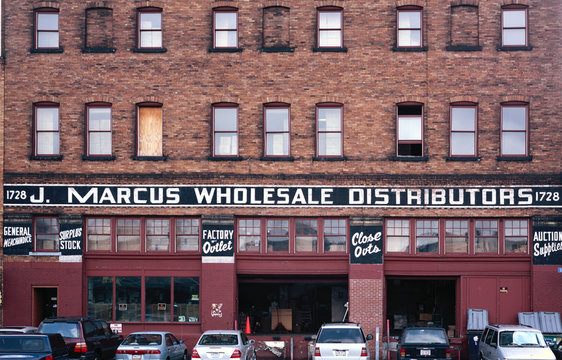 1728 J. MARCUS WHOLESALE DISTRIBUTORS 1728
GENERAL
MERCHANDISE
SURPLUS
STOCK
FACTORY
Outlet
Close
Outs
AUCTION
Supplies